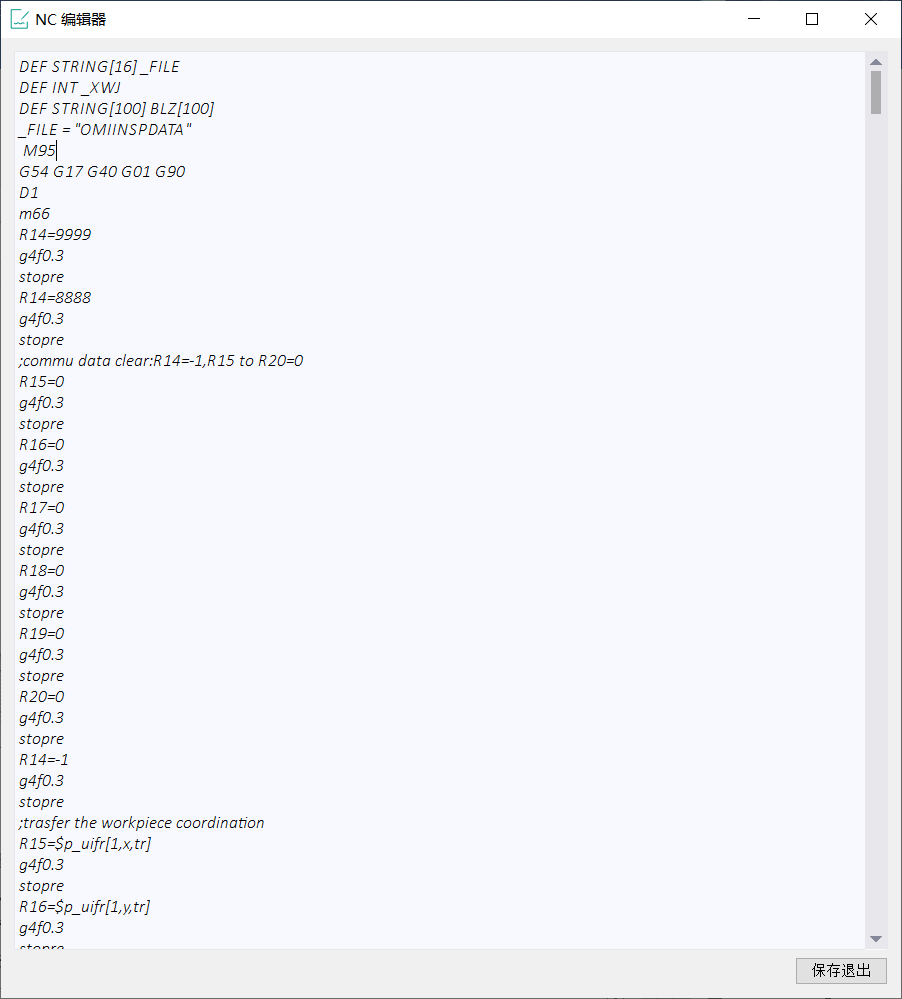 NC 编辑器
DEF STRING[16] _FILE
DEF INT _XWJ
DEF STRING[100] BLZ[100]
_FILE = "OMIINSPDATA"
M95
G54 G17 G40 G01 G90
D1
m66
R14=9999
g4f0.3
stopre
R14=8888
g4f0.3
stopre
;commu data clear:R14=-1,R15 to R20=0
R15=0
g4f0.3
stopre
R16=0
g4f0.3
stopre
R17=0
g4f0.3
stopre
R18=0
g4f0.3
stopre
R19=0
g4f0.3
stopre
R20=0
g4f0.3
stopre
R14=-1
g4f0.3
stopre
;trasfer the workpiece coordination
R15=$p_uifr[1,x,tr]
g4f0.3
stopre
R16=$p_uifr[1,y,tr]
g4f0.3
stopre
保存退出